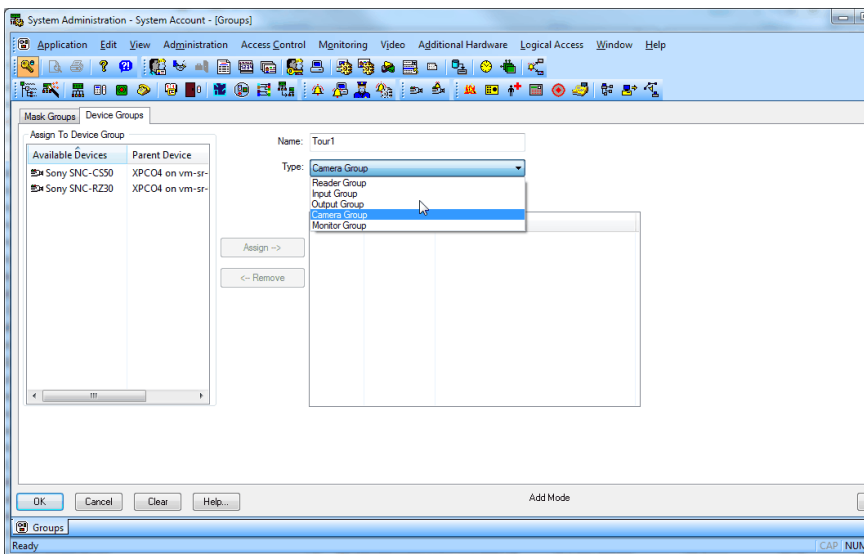 System Administration - System Account - [Groups]
Application Edit View Administration Access Control Monitoring Video Additional Hardware Logical Access Window Help
Mask Groups Device Groups
Assign To Device Group
Available Devices Parent Device
Sony SNC-CS50 XPCO4 on vm-sr-
Sony SNC-RZ30 XPCO4 on vm-sr-
Name: Tour1
Type: Camera Group
Reader Group
Input Group
Output Group
Camera Group
Monitor Group
Assign -->
<-- Remove
OK Cancel Clear Help... Add Mode
Groups
Ready CAP NUM